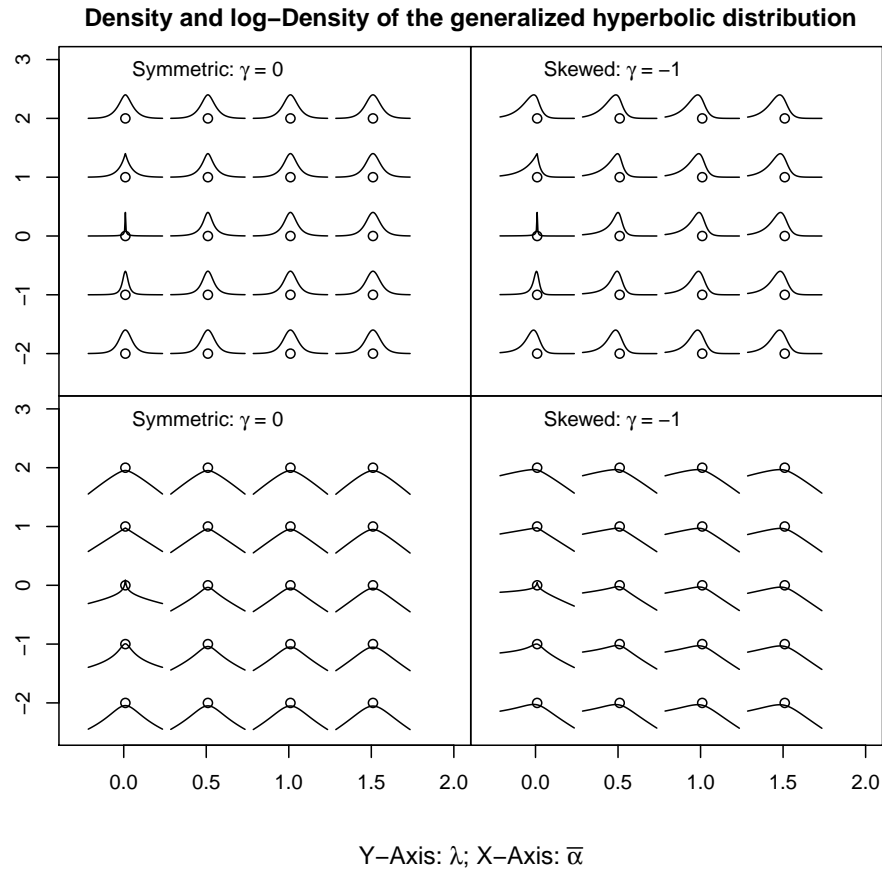 Density and log−Density of the generalized hyperbolic distribution
Symmetric: γ = 0
Skewed: γ = −1
3
2
1
0
−1
−2
Symmetric: γ = 0
Skewed: γ = −1
3
2
1
0
−1
−2
0.0 0.5 1.0 1.5 2.0
0.0 0.5 1.0 1.5 2.0
Y−Axis: λ; X−Axis: α̅